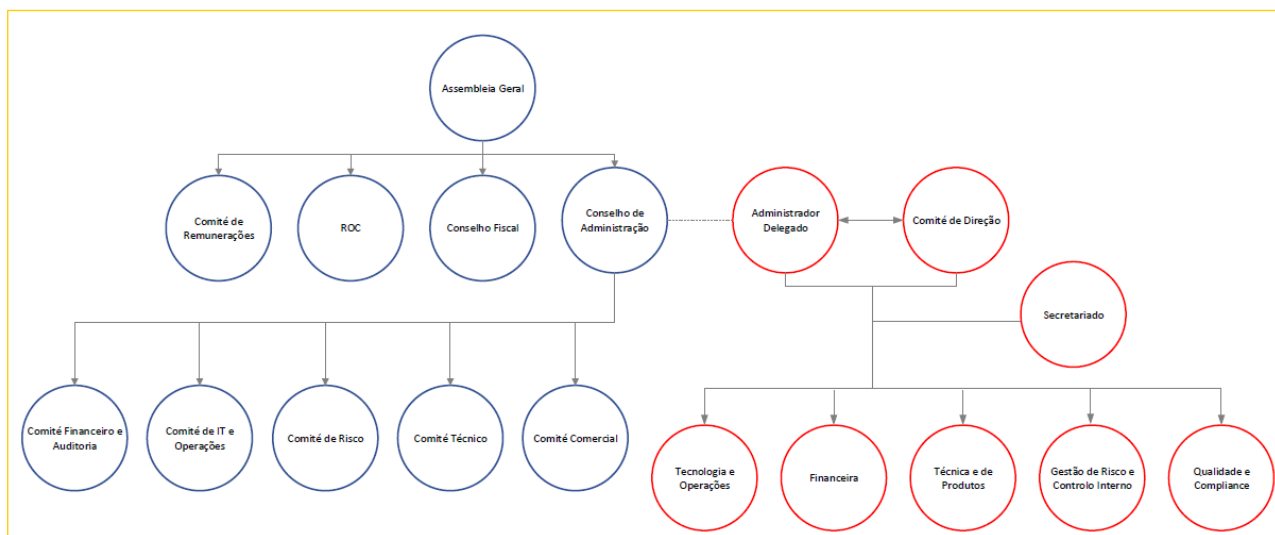 Assembleia Geral
Comité de
Remunerações
ROC
Conselho Fiscal
Conselho de
Administração
Administrador
Delegado
Comité de Direção
Secretariado
Comité Financeiro e
Auditoria
Comité de IT e
Operações
Comité de Risco
Comité Técnico
Comité Comercial
Tecnologia e
Operações
Financeira
Técnica e de
Produtos
Gestão de Risco e
Controlo Interno
Qualidade e
Compliance